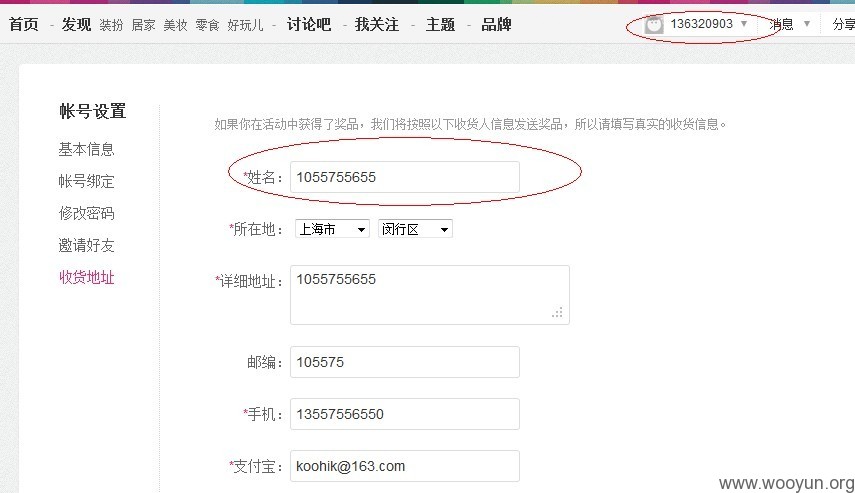 首页 - 发现 装扮 居家 美妆 零食 好玩儿 - 讨论吧 - 我关注 - 主题 - 品牌 136320903 消息 分享
帐号设置
基本信息
帐号绑定
修改密码
邀请好友
收货地址
如果你在活动中获得了奖品，我们将按照以下收货人信息发送奖品，所以请填写真实的收货信息。
*姓名： 1055755655
*所在地： 上海市 闵行区
*详细地址： 1055755655
邮编： 105575
*手机： 13557556550
*支付宝： koohik@163.com
www.wooyun.org